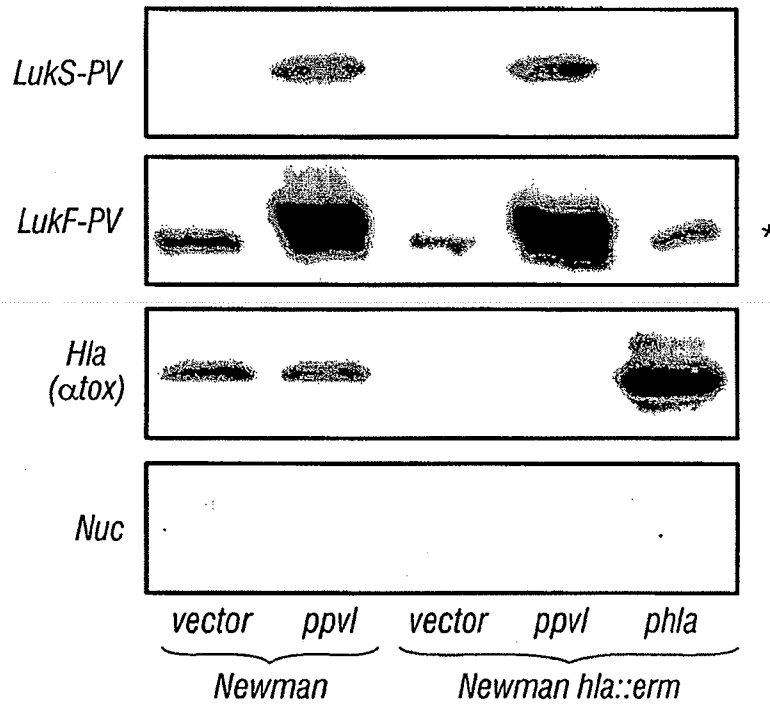 LukS-PV
LukF-PV
*
Hla
(αtox)
Nuc
vector ppvl vector ppvl phla
Newman Newman hla::erm